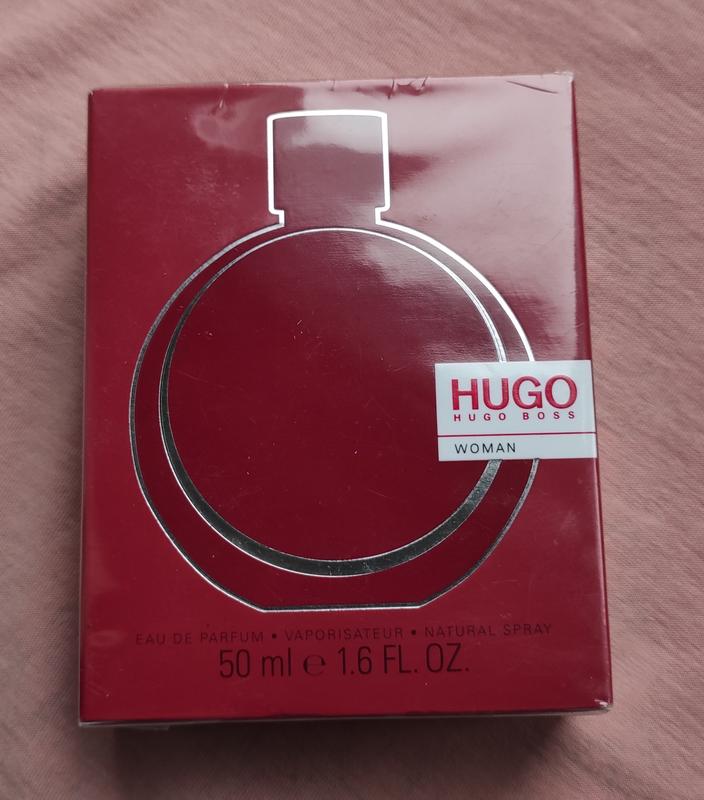 HUGO
HUGO BOSS
WOMAN
EAU DE PARFUM • VAPORISATEUR • NATURAL SPRAY
50 ml ℮ 1.6 FL. OZ.